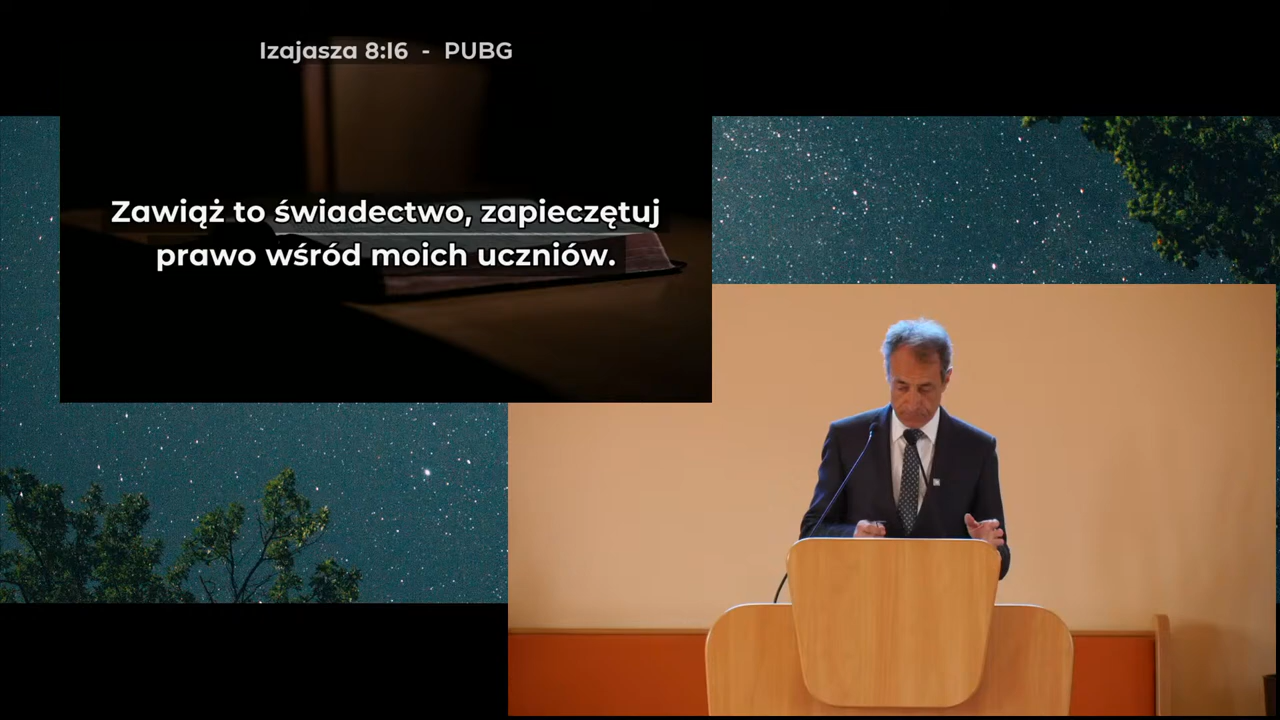 Izajasza 8:16 - PUBG
Zawiąż to świadectwo, zapieczętuj
prawo wśród moich uczniów.